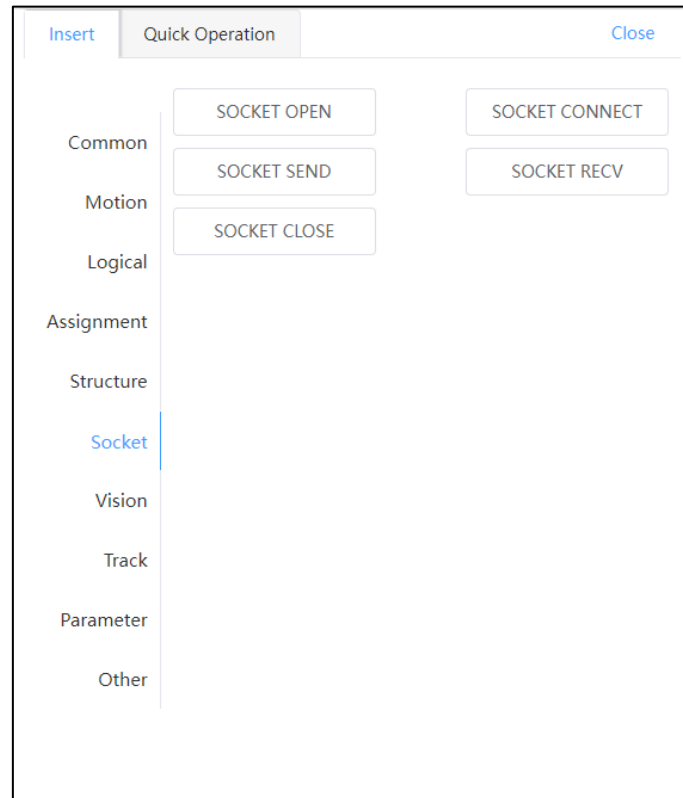 Insert
Quick Operation
Close
Common
Motion
Logical
Assignment
Structure
Socket
Vision
Track
Parameter
Other
SOCKET OPEN
SOCKET CONNECT
SOCKET SEND
SOCKET RECV
SOCKET CLOSE